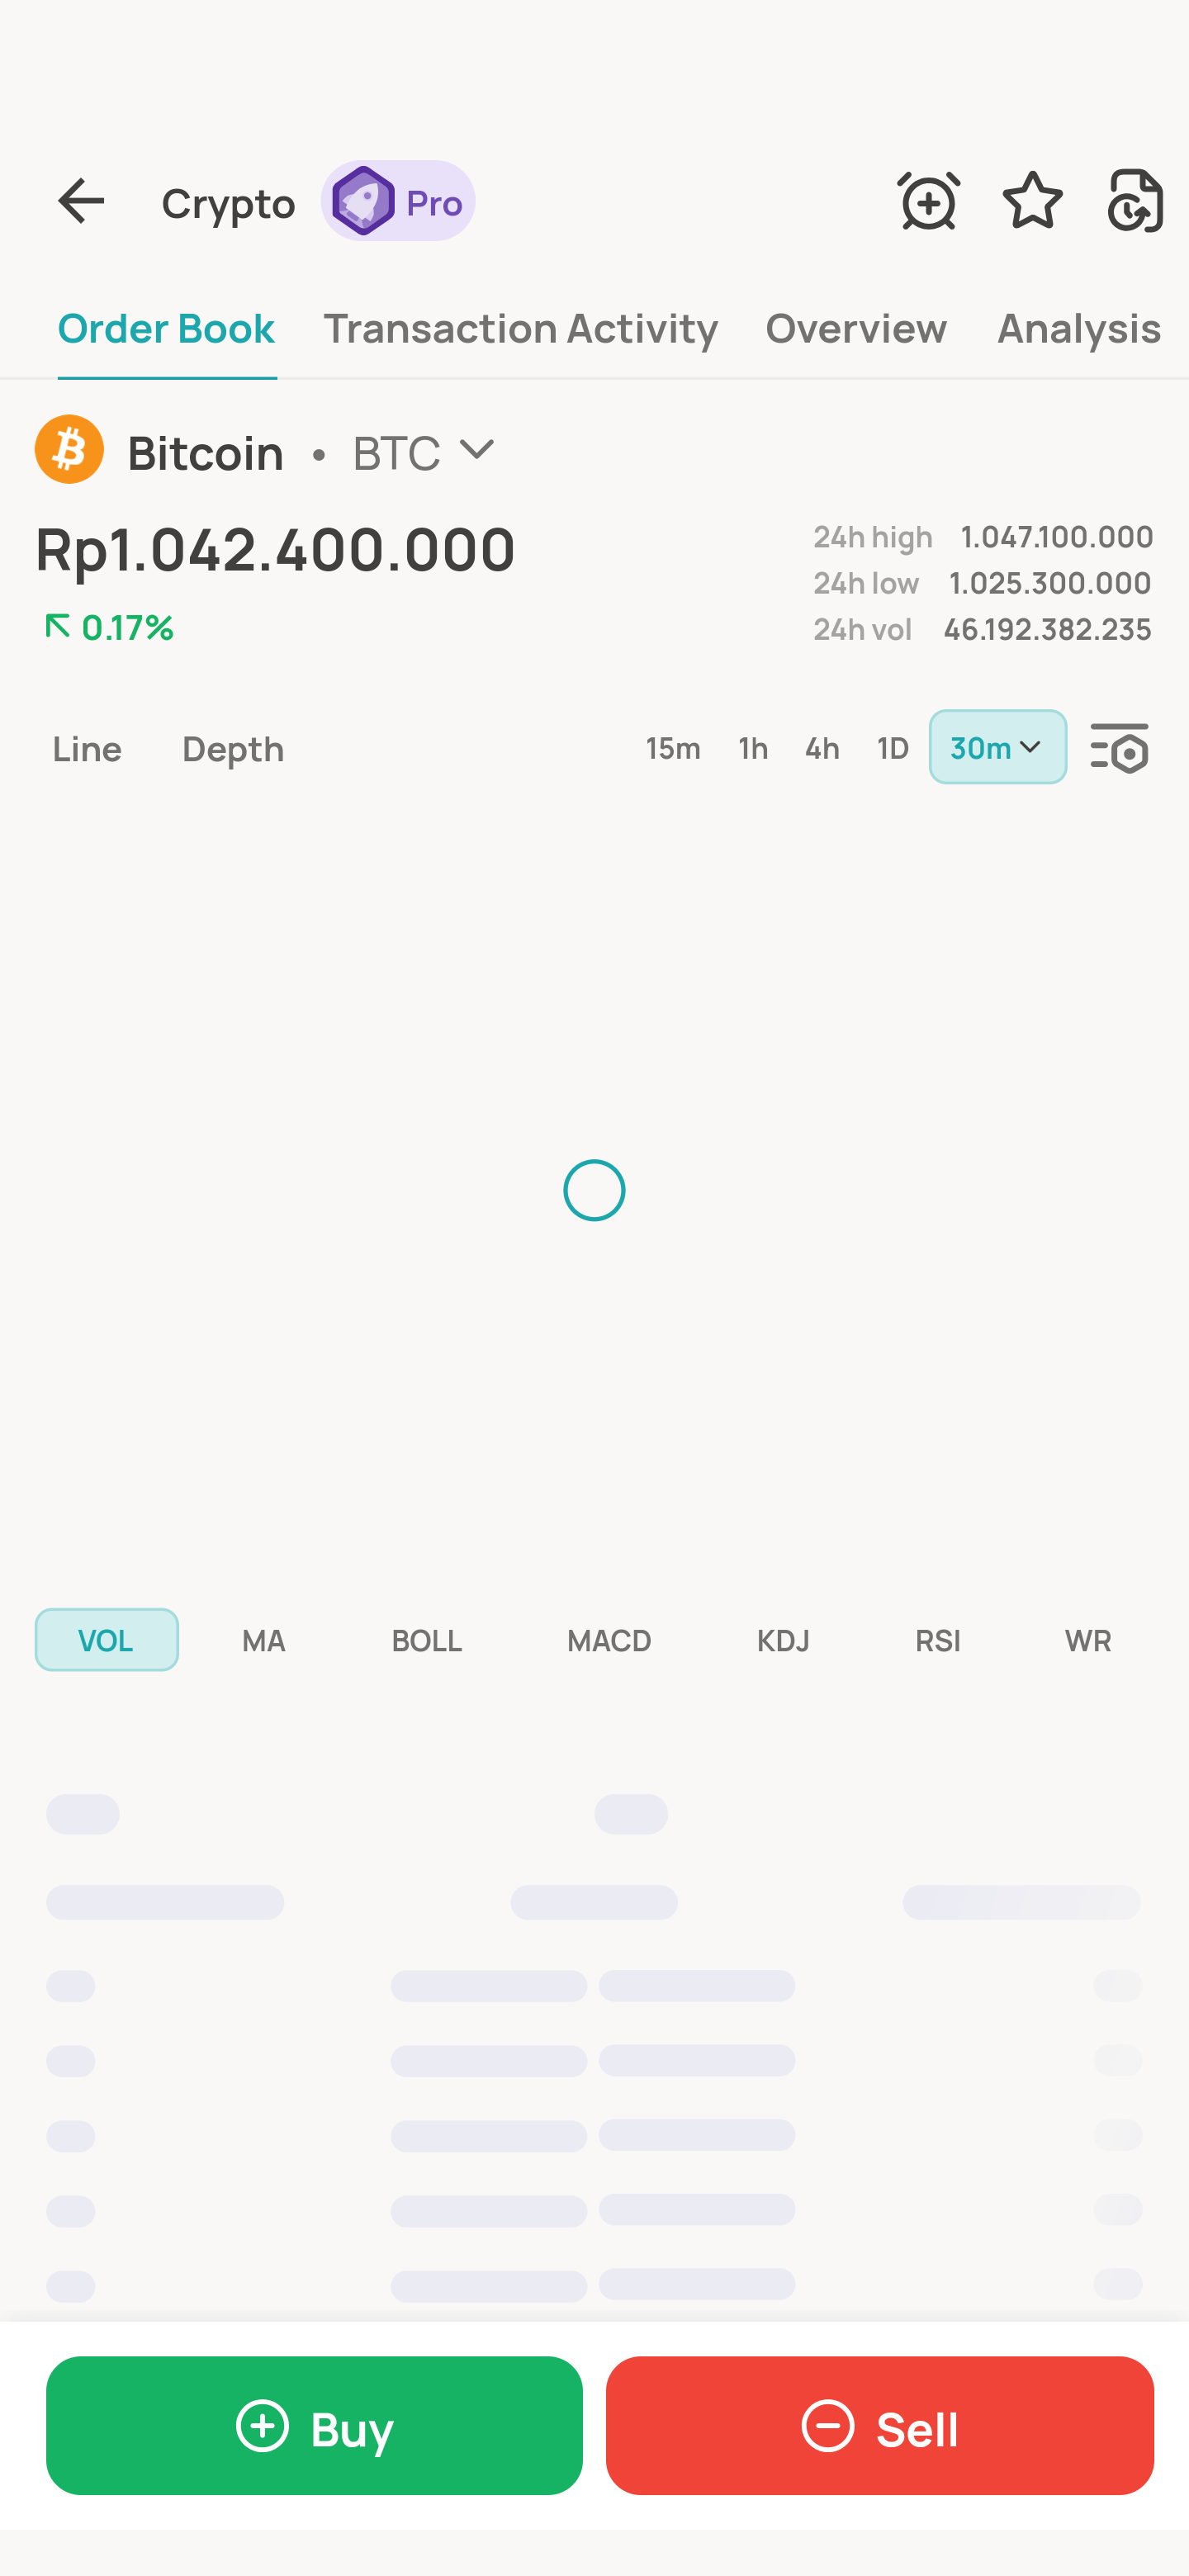 Crypto Pro
Order Book Transaction Activity Overview Analysis
Bitcoin • BTC
Rp1.042.400.000
0.17%
24h high 1.047.100.000
24h low 1.025.300.000
24h vol 46.192.382.235
Line Depth 15m 1h 4h 1D 30m
VOL MA BOLL MACD KDJ RSI WR
Buy Sell